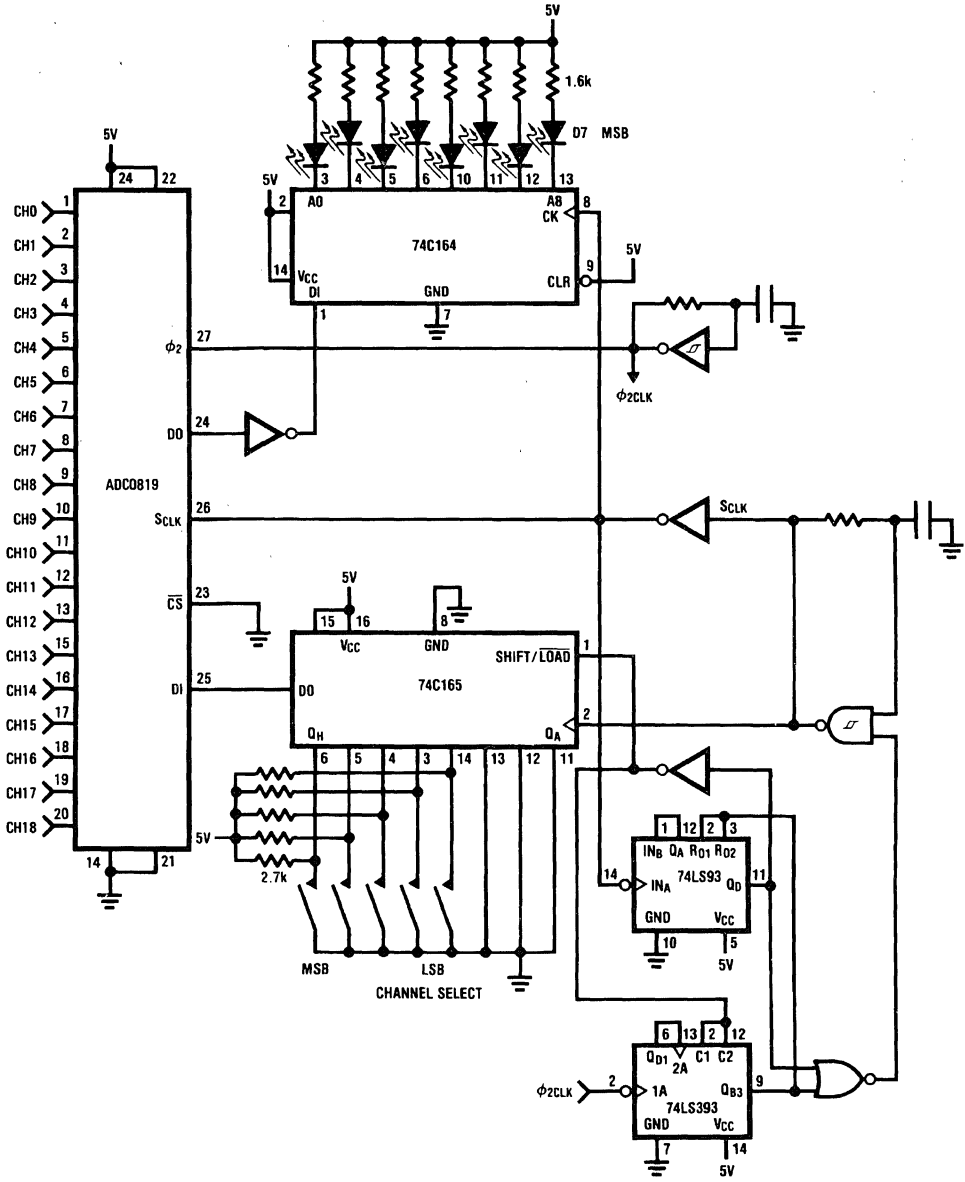 5V
1.6k
D7 MSB
5V
24 22
3 4 5 6 10 11 12 13
5V
2 A0 A8 8
CK
74C164
5V
14 VCC
DI
GND
CLR 9
1 7
CH0 1
CH1 2
CH2 3
CH3 4
CH4 5
CH5 6
CH6 7
CH7 8
CH8 9
CH9 10
CH10 11
CH11 12
CH12 13
CH13 15
CH14 16
CH15 17
CH16 18
CH17 19
CH18 20
ADC0819
ϕ2 27
ϕ2CLK
DO 24
SCLK 26
SCLK
CS 23
DI 25
14 21
5V
15 16 8
VCC GND
SHIFT/LOAD 1
74C165
DO
2
QH QA
6 5 4 3 14 13 12 11
5V
2.7k
MSB LSB
CHANNEL SELECT
1 12 2 3
INB QA R01 R02
74LS93
14 INA QD 11
GND VCC
10 5
5V
6 13 2 12
QD1 2A C1 C2
ϕ2CLK 2 1A QB3 9
74LS393
GND VCC
7 14
5V